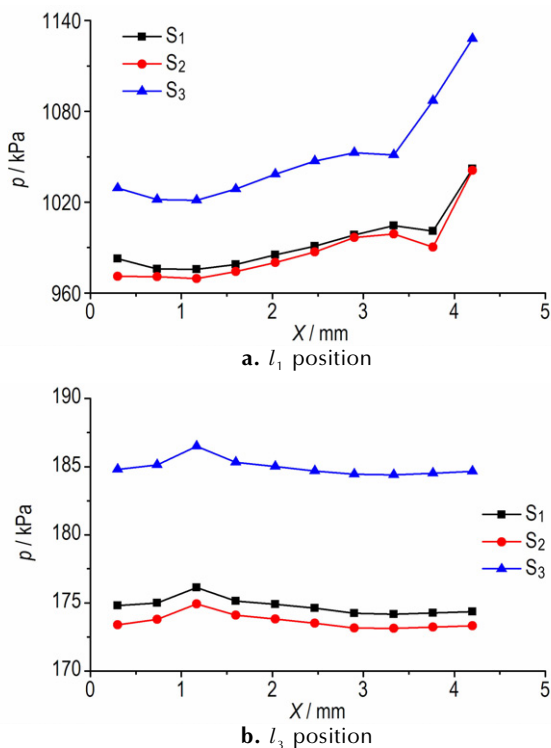 1140
1080
1020
960
p / kPa
S1
S2
S3
0 1 2 3 4 5
X / mm
a. l1 position
190
185
180
175
170
p / kPa
S1
S2
S3
0 1 2 3 4 5
X / mm
b. l3 position